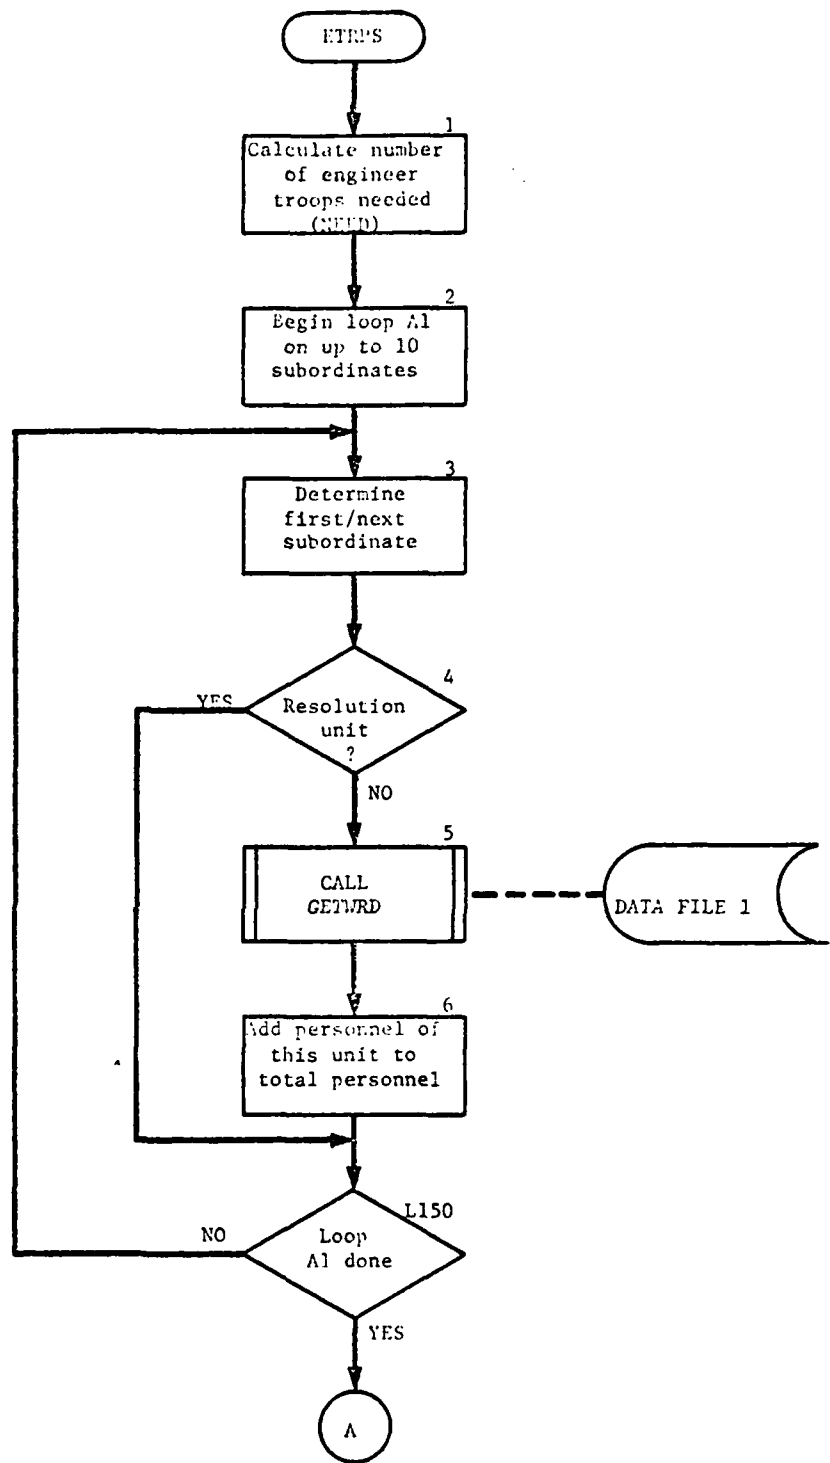 ETRPS
1
Calculate number
of engineer
troops needed
(NEED)
2
Begin loop A1
on up to 10
subordinates
3
Determine
first/next
subordinate
4
YES
Resolution
unit
?
NO
5
CALL
GETWRD
DATA FILE 1
6
Add personnel of
this unit to
total personnel
L150
NO
Loop
A1 done
YES
A